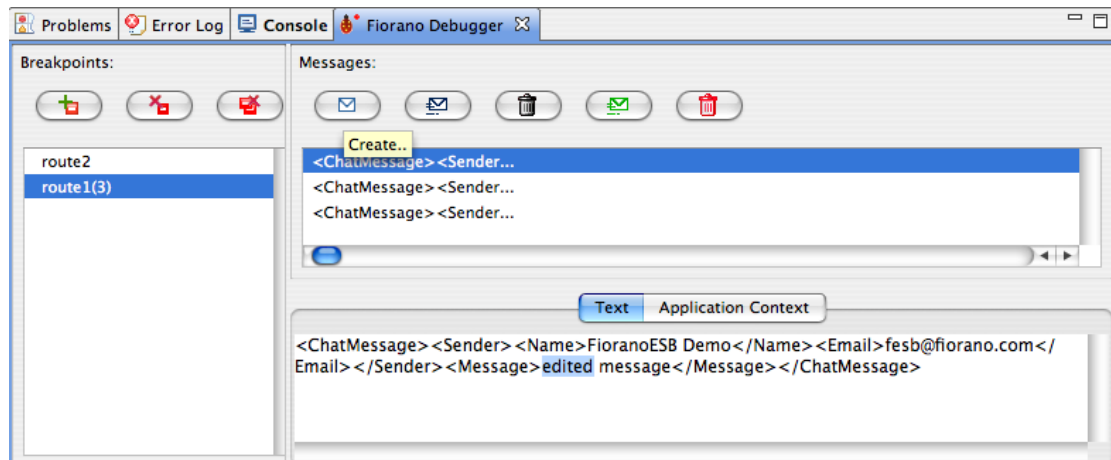 Problems Error Log Console Fiorano Debugger
Breakpoints:
Messages:
Create..
route2
route1(3)
<ChatMessage><Sender...
<ChatMessage><Sender...
<ChatMessage><Sender...
Text Application Context
<ChatMessage><Sender><Name>FioranoESB Demo</Name><Email>fesb@fiorano.com</
Email></Sender><Message>edited message</Message></ChatMessage>